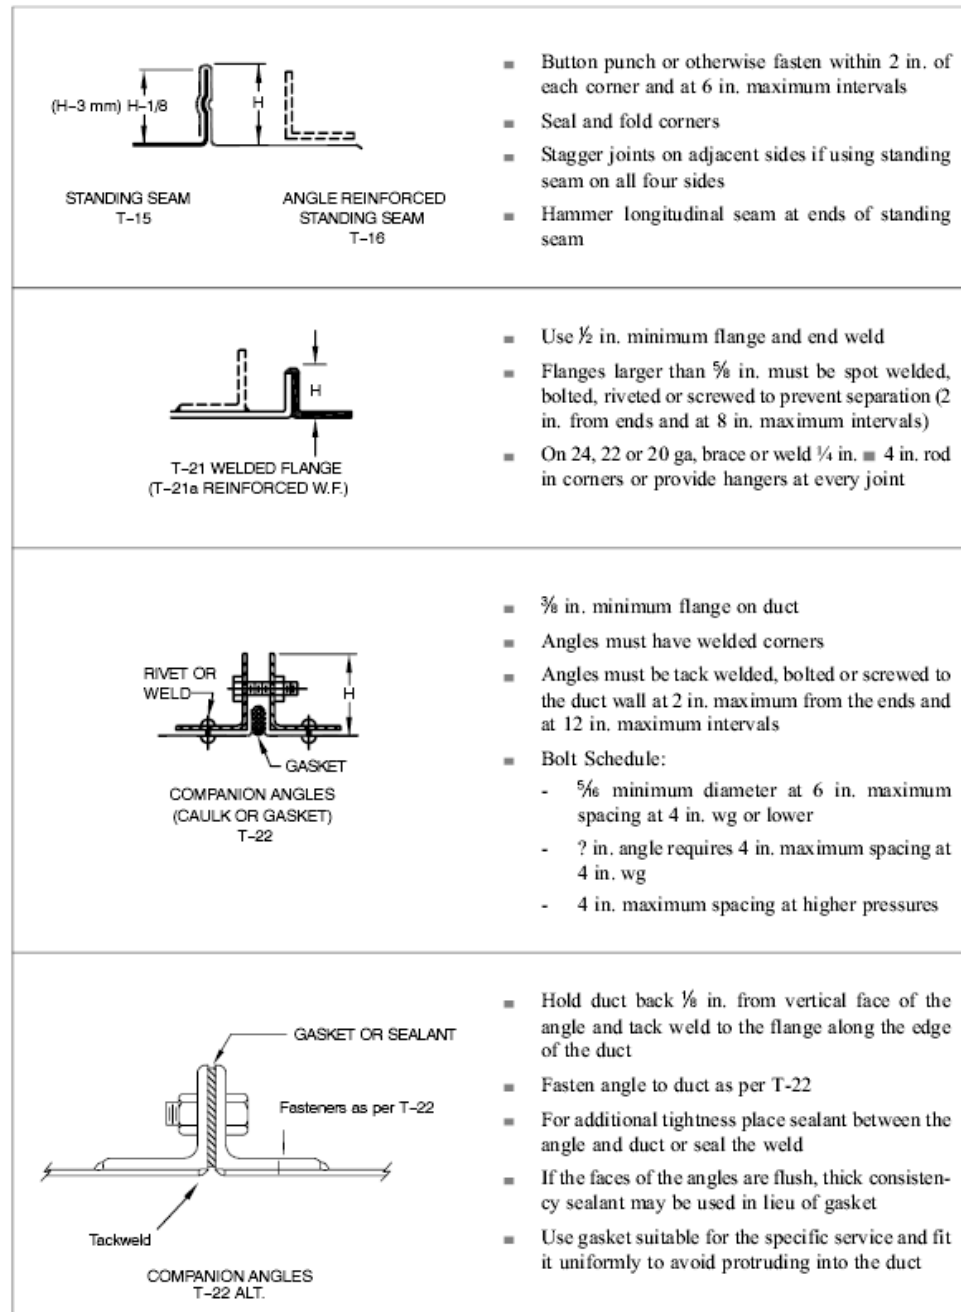 (H–3 mm) H–1/8
H
STANDING SEAM
T–15
ANGLE REINFORCED
STANDING SEAM
T–16
■ Button punch or otherwise fasten within 2 in. of
each corner and at 6 in. maximum intervals
■ Seal and fold corners
■ Stagger joints on adjacent sides if using standing
seam on all four sides
■ Hammer longitudinal seam at ends of standing
seam
H
T–21 WELDED FLANGE
(T–21a REINFORCED W.F.)
■ Use ½ in. minimum flange and end weld
■ Flanges larger than ⅝ in. must be spot welded,
bolted, riveted or screwed to prevent separation (2
in. from ends and at 8 in. maximum intervals)
■ On 24, 22 or 20 ga, brace or weld ¼ in. ■ 4 in. rod
in corners or provide hangers at every joint
RIVET OR
WELD
H
GASKET
COMPANION ANGLES
(CAULK OR GASKET)
T–22
■ ⅜ in. minimum flange on duct
■ Angles must have welded corners
■ Angles must be tack welded, bolted or screwed to
the duct wall at 2 in. maximum from the ends and
at 12 in. maximum intervals
■ Bolt Schedule:
- 5⁄16 minimum diameter at 6 in. maximum
spacing at 4 in. wg or lower
- ? in. angle requires 4 in. maximum spacing at
4 in. wg
- 4 in. maximum spacing at higher pressures
GASKET OR SEALANT
Fasteners as per T–22
Tackweld
COMPANION ANGLES
T–22 ALT.
■ Hold duct back ⅛ in. from vertical face of the
angle and tack weld to the flange along the edge
of the duct
■ Fasten angle to duct as per T-22
■ For additional tightness place sealant between the
angle and duct or seal the weld
■ If the faces of the angles are flush, thick consisten-
cy sealant may be used in lieu of gasket
■ Use gasket suitable for the specific service and fit
it uniformly to avoid protruding into the duct